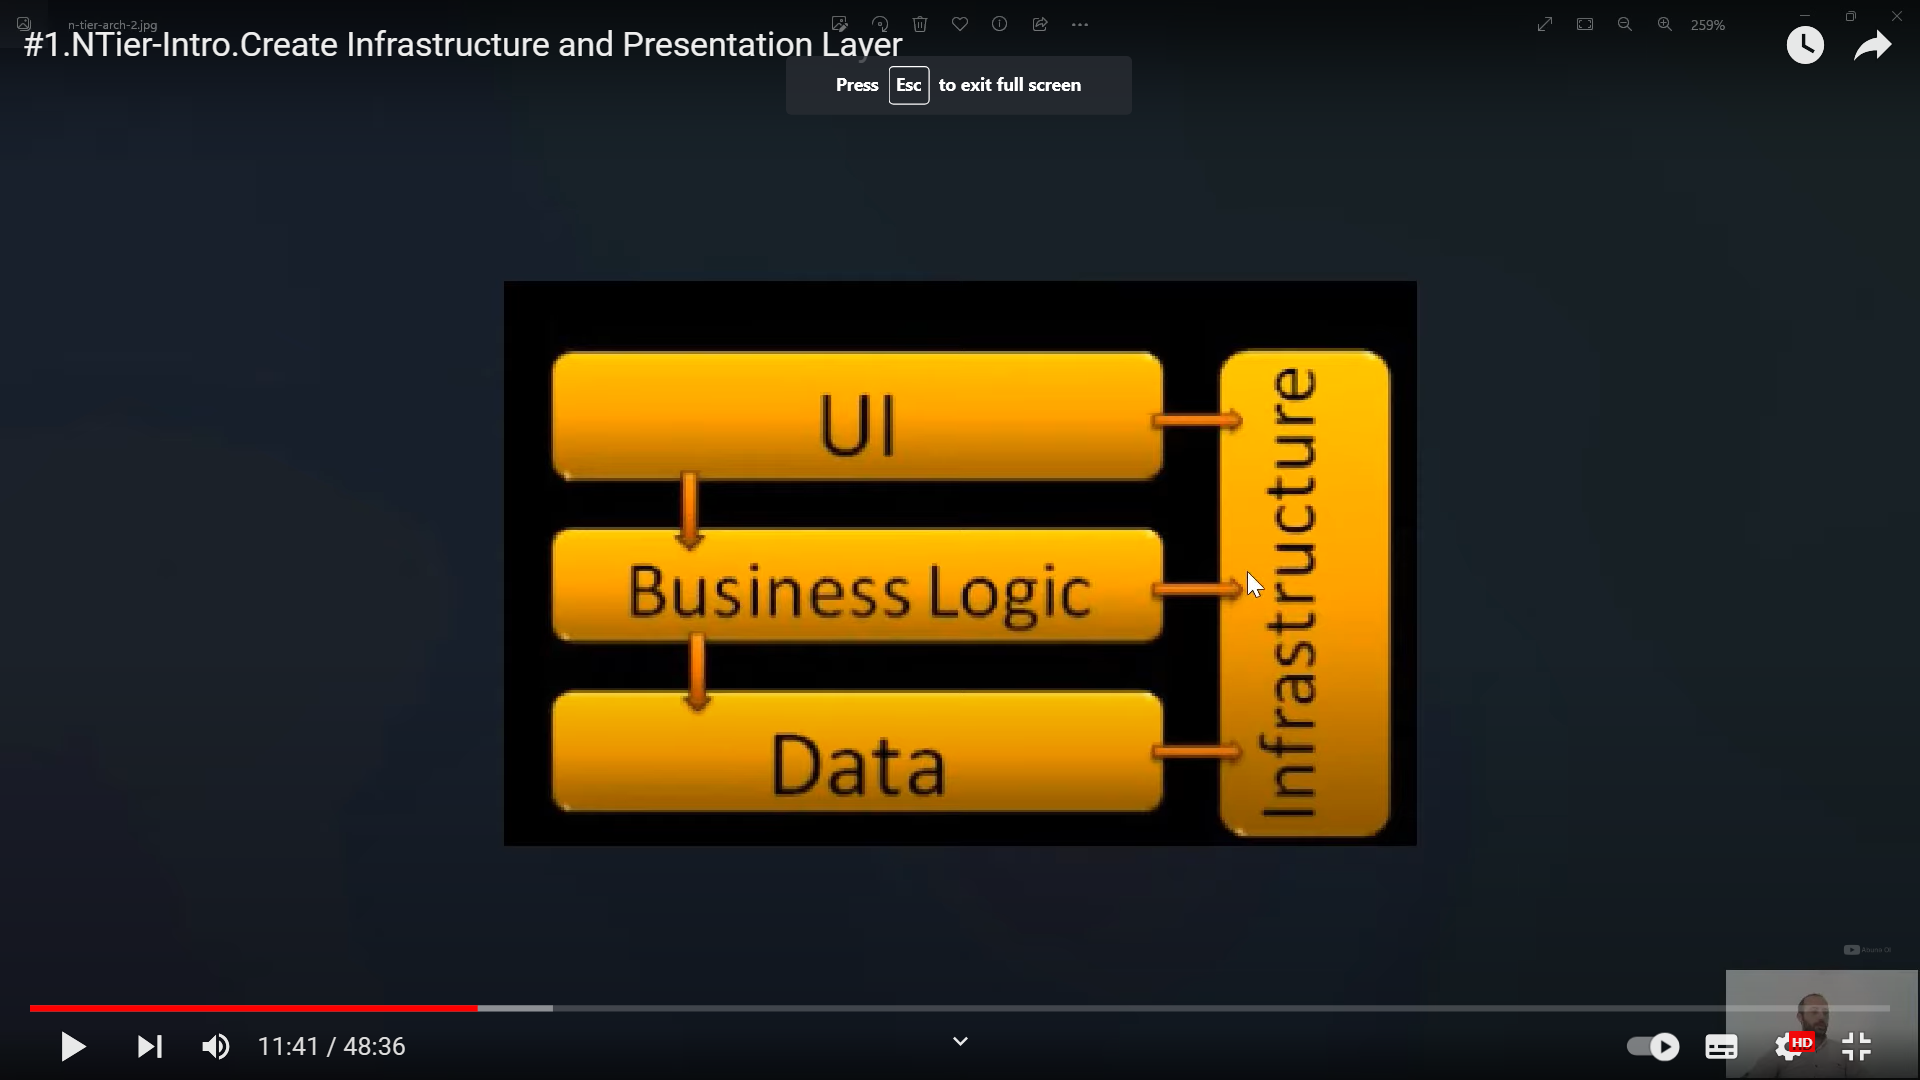 n-tier-arch-2.jpg
259%
#1.NTier-Intro.Create Infrastructure and Presentation Layer
Press Esc to exit full screen
UI
Business Logic
Data
Infrastructure
11:41 / 48:36
HD